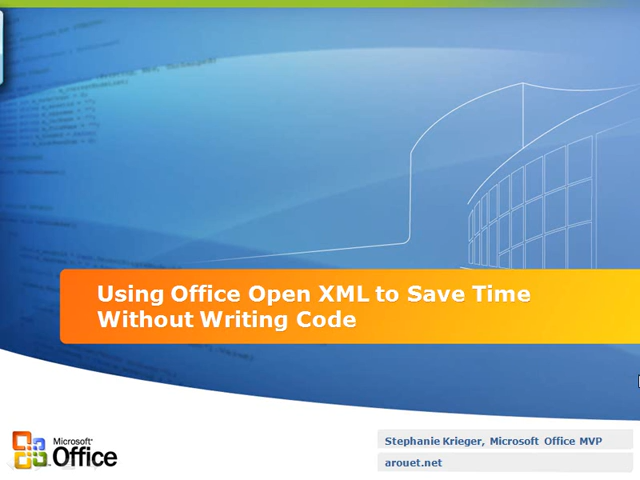 Using Office Open XML to Save Time
Without Writing Code
Microsoft
Office
Stephanie Krieger, Microsoft Office MVP
arouet.net